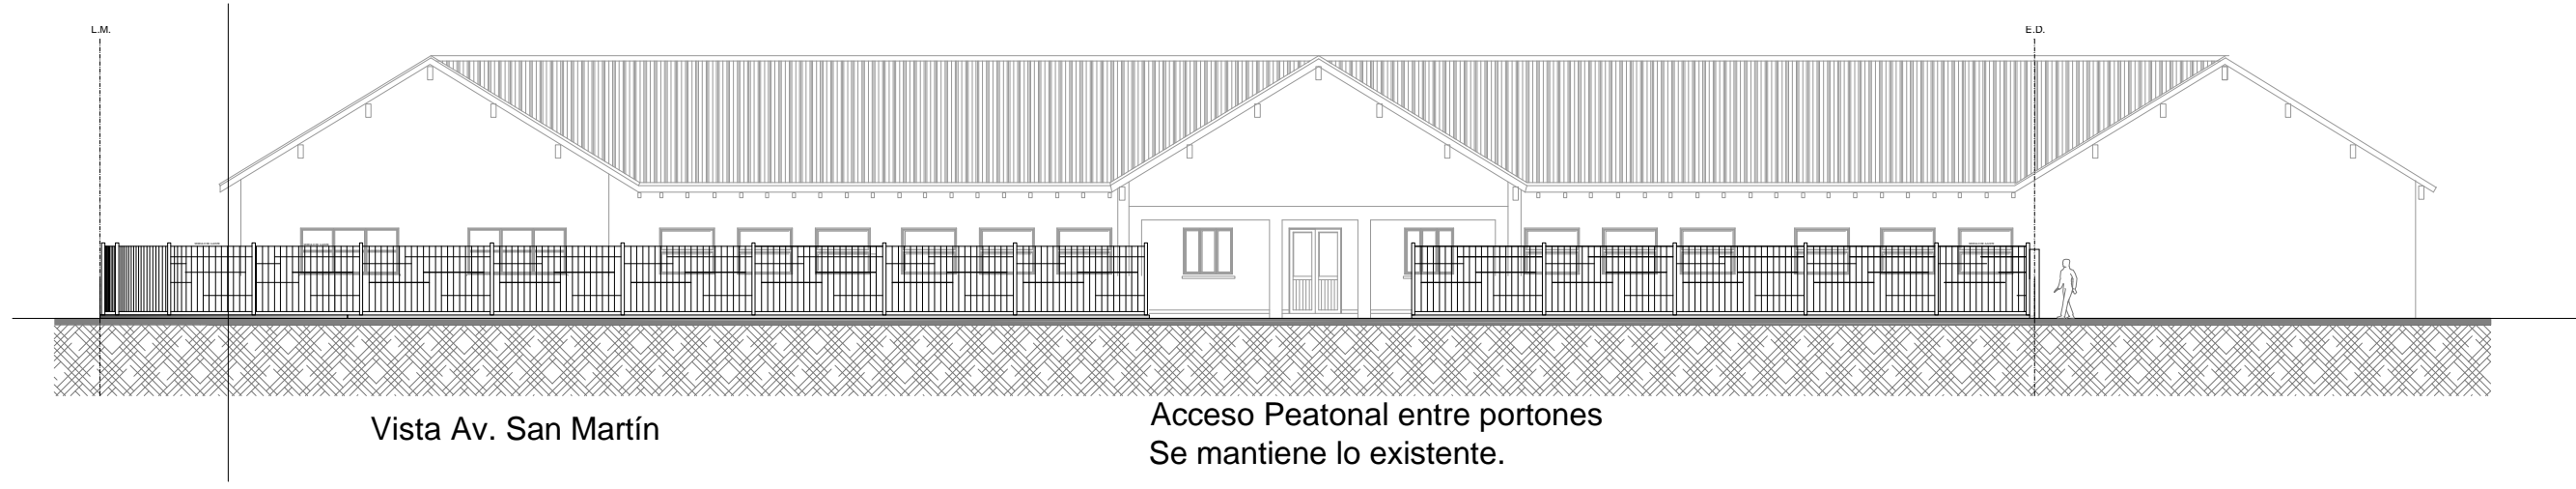 L.M.
E.D.
Vista Av. San Martín
Acceso Peatonal entre portones
Se mantiene lo existente.